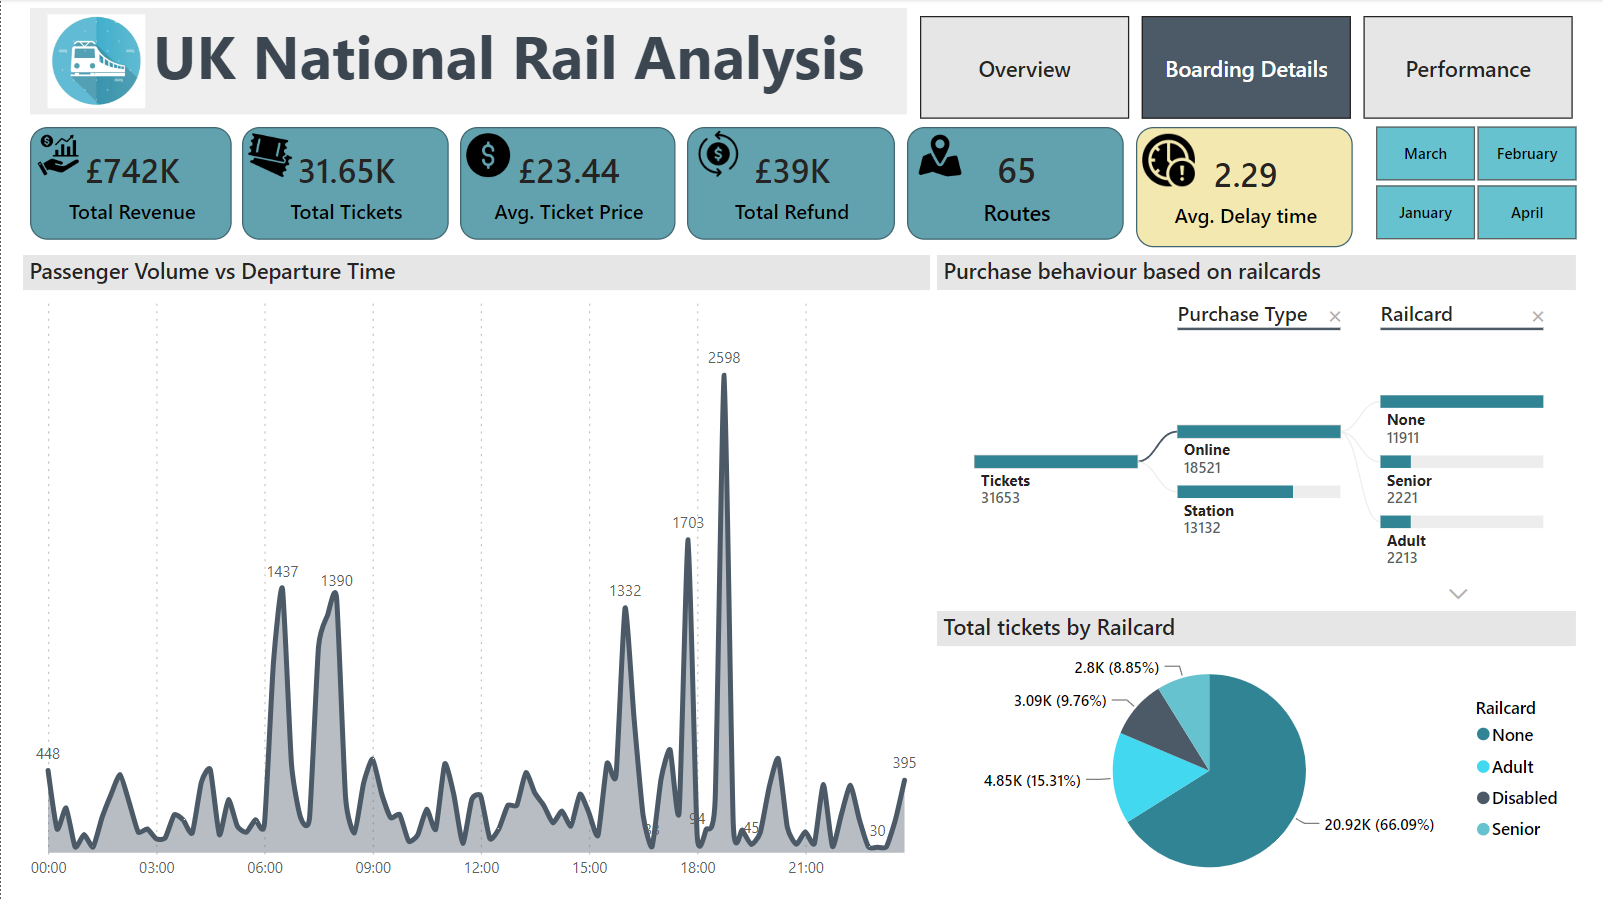 UK National Rail Analysis
Overview
Boarding Details
Performance
£742K
Total Revenue
31.65K
Total Tickets
£23.44
Avg. Ticket Price
£39K
Total Refund
65
Routes
2.29
Avg. Delay time
March
February
January
April
Passenger Volume vs Departure Time
2598
1703
1437
1390
1332
448
395
94
45
30
00:00
03:00
06:00
09:00
12:00
15:00
18:00
21:00
Purchase behaviour based on railcards
Purchase Type
Railcard
Tickets
31653
Online
18521
Station
13132
None
11911
Senior
2221
Adult
2213
Total tickets by Railcard
2.8K (8.85%)
3.09K (9.76%)
4.85K (15.31%)
20.92K (66.09%)
Railcard
None
Adult
Disabled
Senior